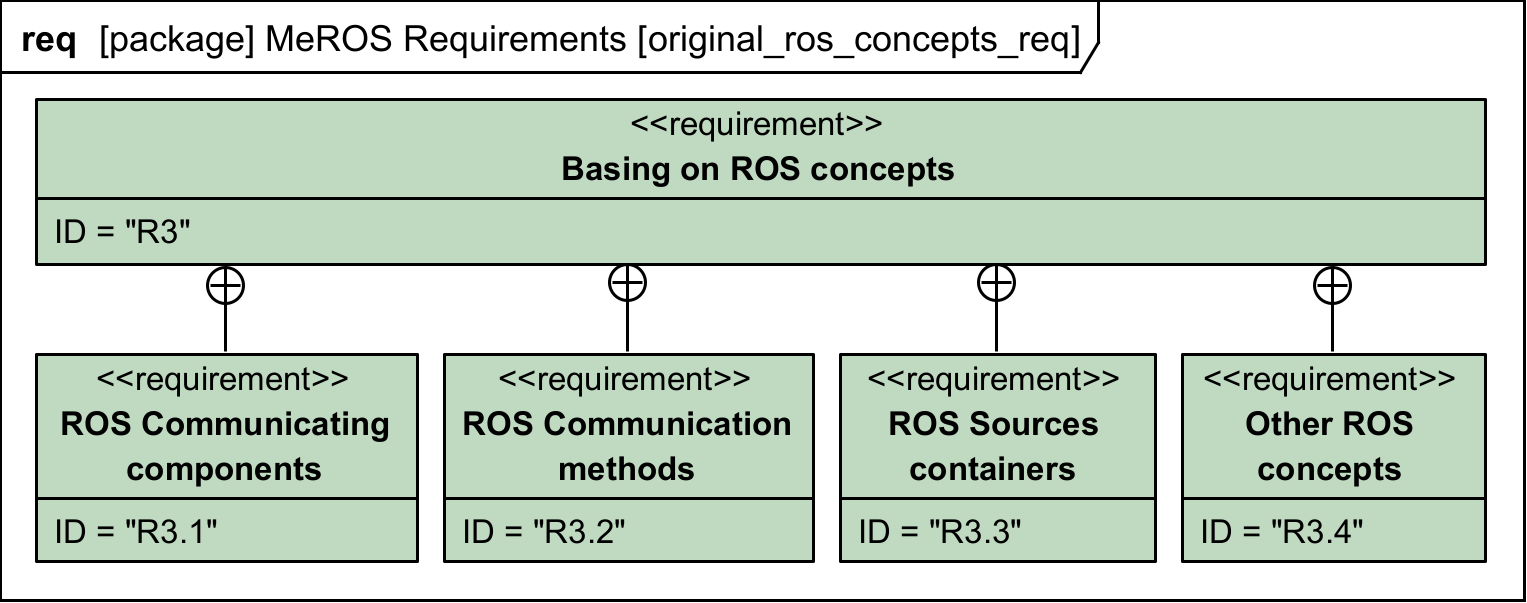 req [package] MeROS Requirements [original_ros_concepts_req]
<<requirement>>
Basing on ROS concepts
ID = "R3"
<<requirement>>
ROS Communicating
components
ID = "R3.1"
<<requirement>>
ROS Communication
methods
ID = "R3.2"
<<requirement>>
ROS Sources
containers
ID = "R3.3"
<<requirement>>
Other ROS
concepts
ID = "R3.4"